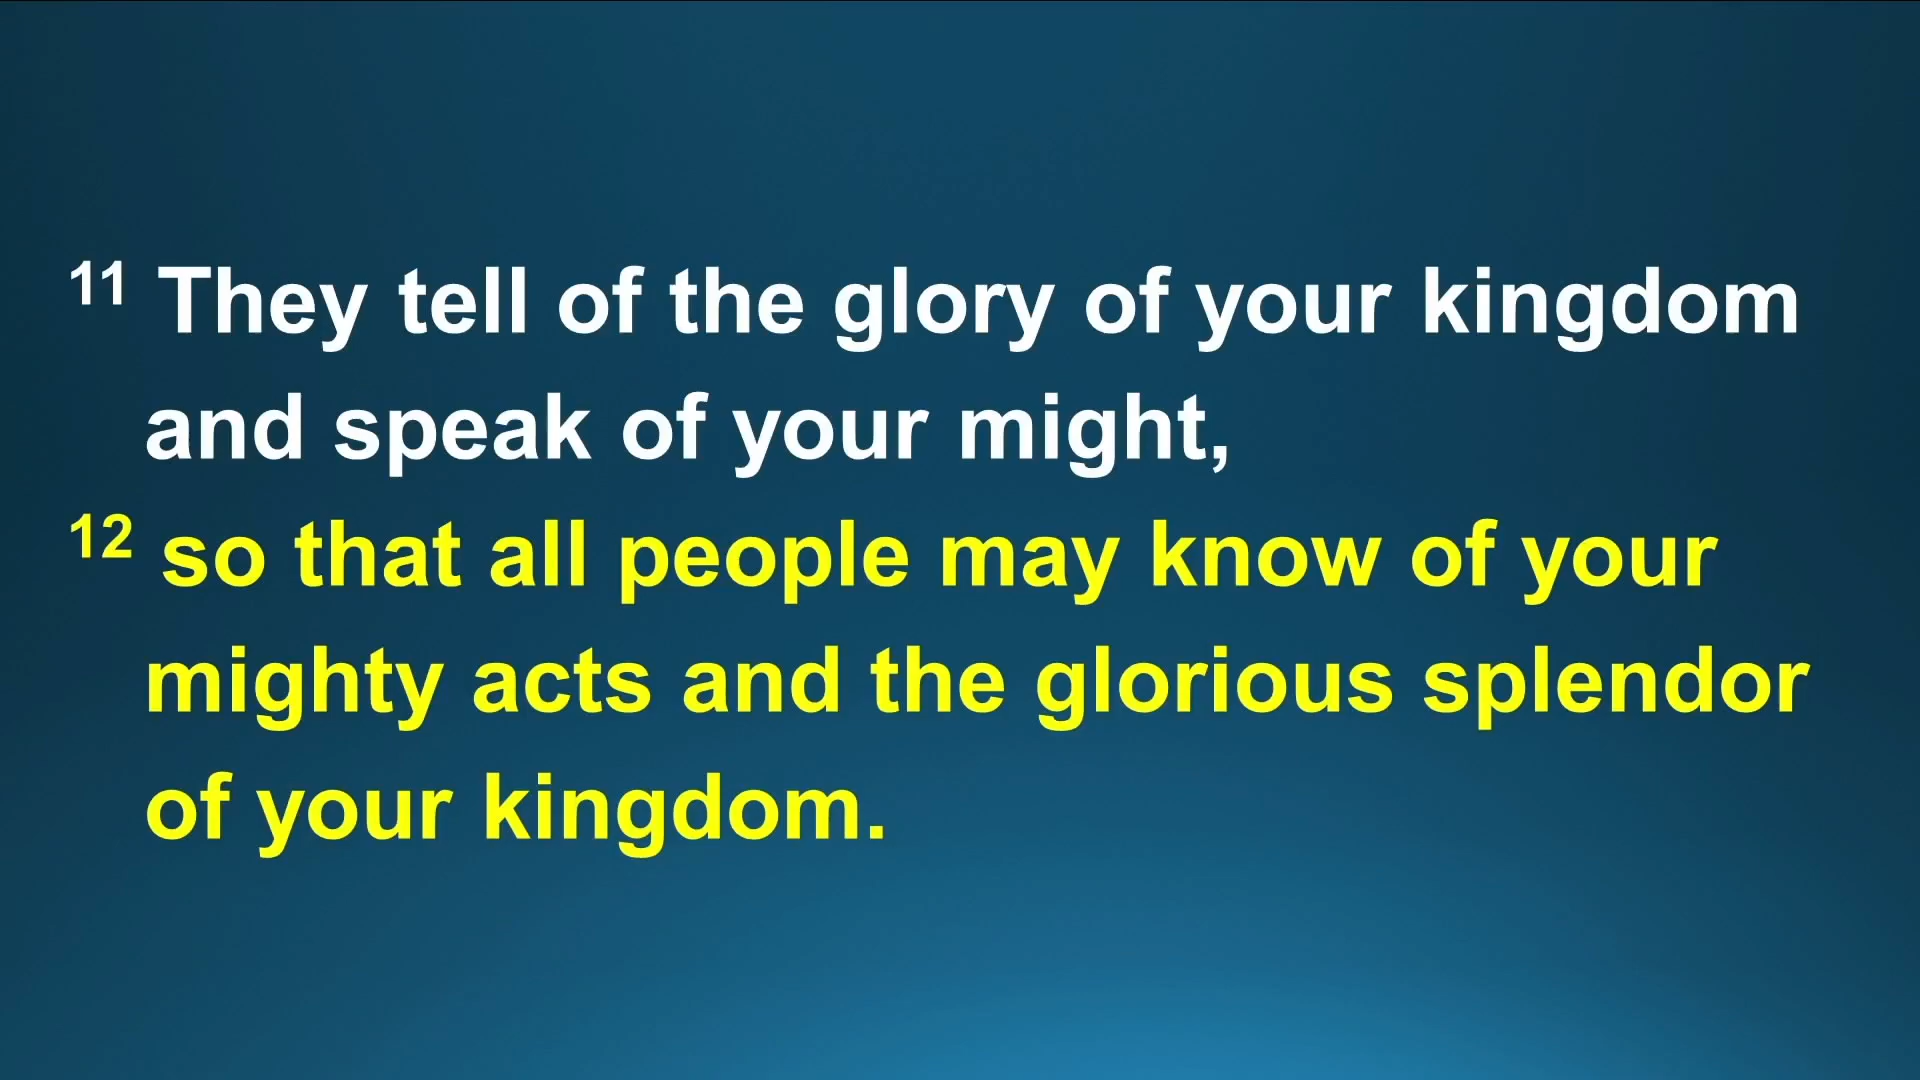 11 They tell of the glory of your kingdom
and speak of your might,
12 so that all people may know of your
mighty acts and the glorious splendor
of your kingdom.